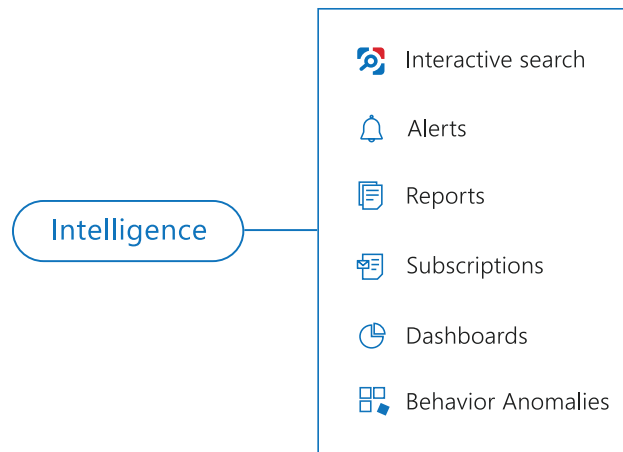 Intelligence
Interactive search
Alerts
Reports
Subscriptions
Dashboards
Behavior Anomalies